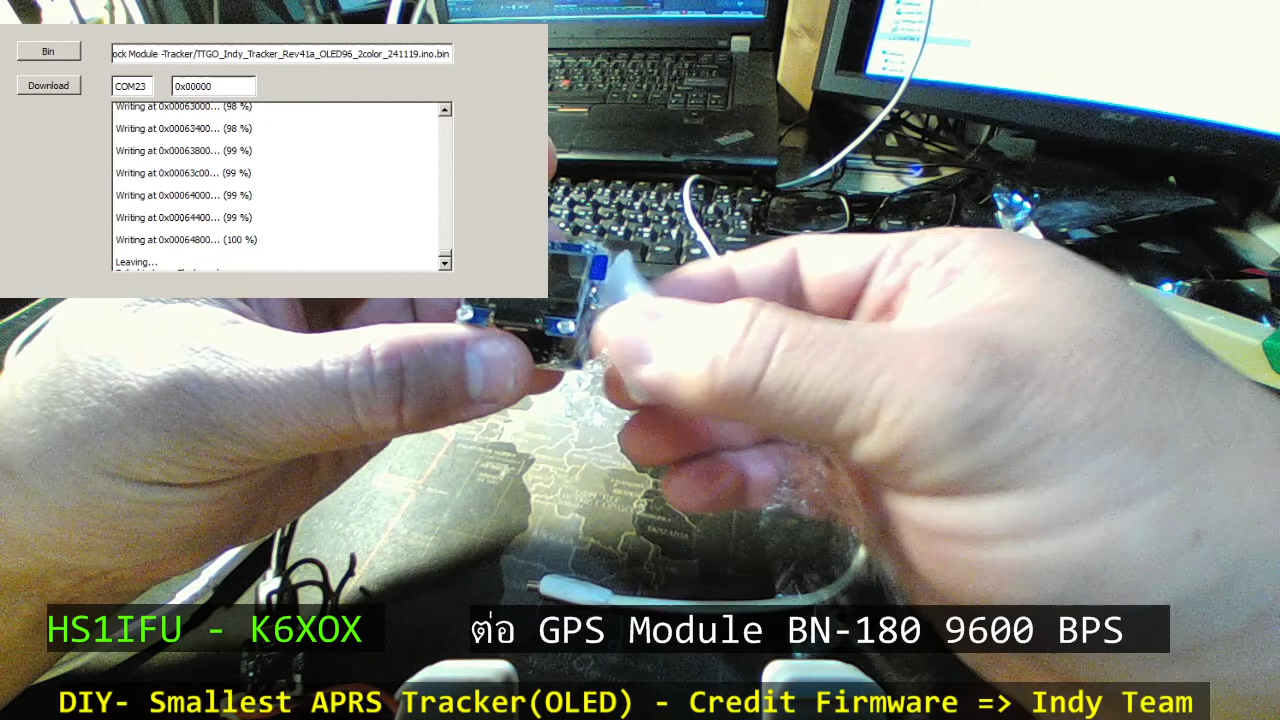 Bin
ock Module -Tracker/TTGO_Indy_Tracker_Rev41a_OLED96_2color_241119.ino.bin
Download
COM23
0x00000
Writing at 0x00063000... (98 %)
Writing at 0x00063400... (98 %)
Writing at 0x00063800... (99 %)
Writing at 0x00063c00... (99 %)
Writing at 0x00064000... (99 %)
Writing at 0x00064400... (99 %)
Writing at 0x00064800... (100 %)
Leaving...
acer
TANZANIA
HS1IFU - K6XOX
ต่อ GPS Module BN-180 9600 BPS
DIY- Smallest APRS Tracker(OLED) - Credit Firmware => Indy Team